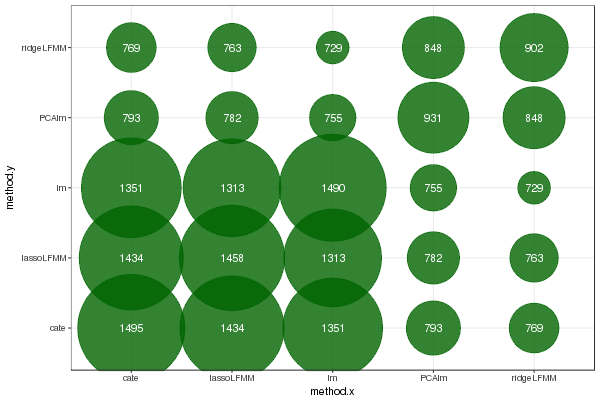 method.y
ridgeLFMM 769 763 729 848 902
PCAlm 793 782 755 931 848
lm 1351 1313 1490 755 729
lassoLFMM 1434 1458 1313 782 763
cate 1495 1434 1351 793 769
cate lassoLFMM lm PCAlm ridgeLFMM
method.x